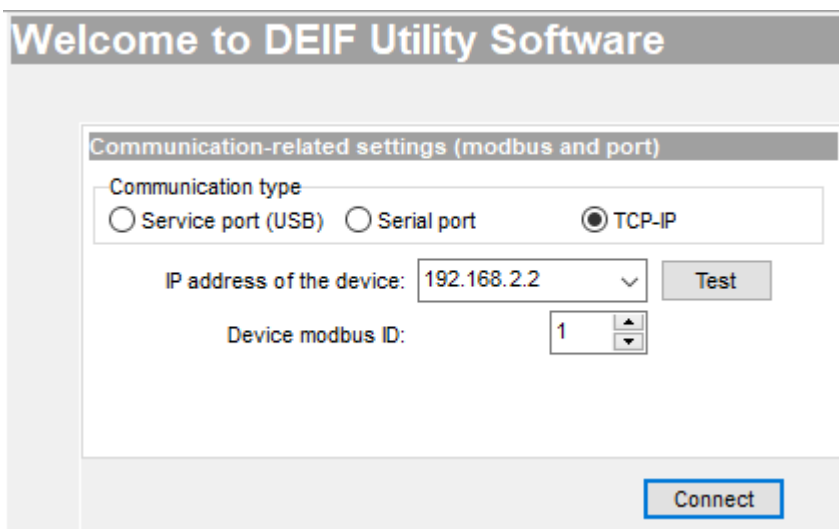 Welcome to DEIF Utility Software
Communication-related settings (modbus and port)
Communication type
Service port (USB) Serial port TCP-IP
IP address of the device: 192.168.2.2 Test
Device modbus ID: 1
Connect